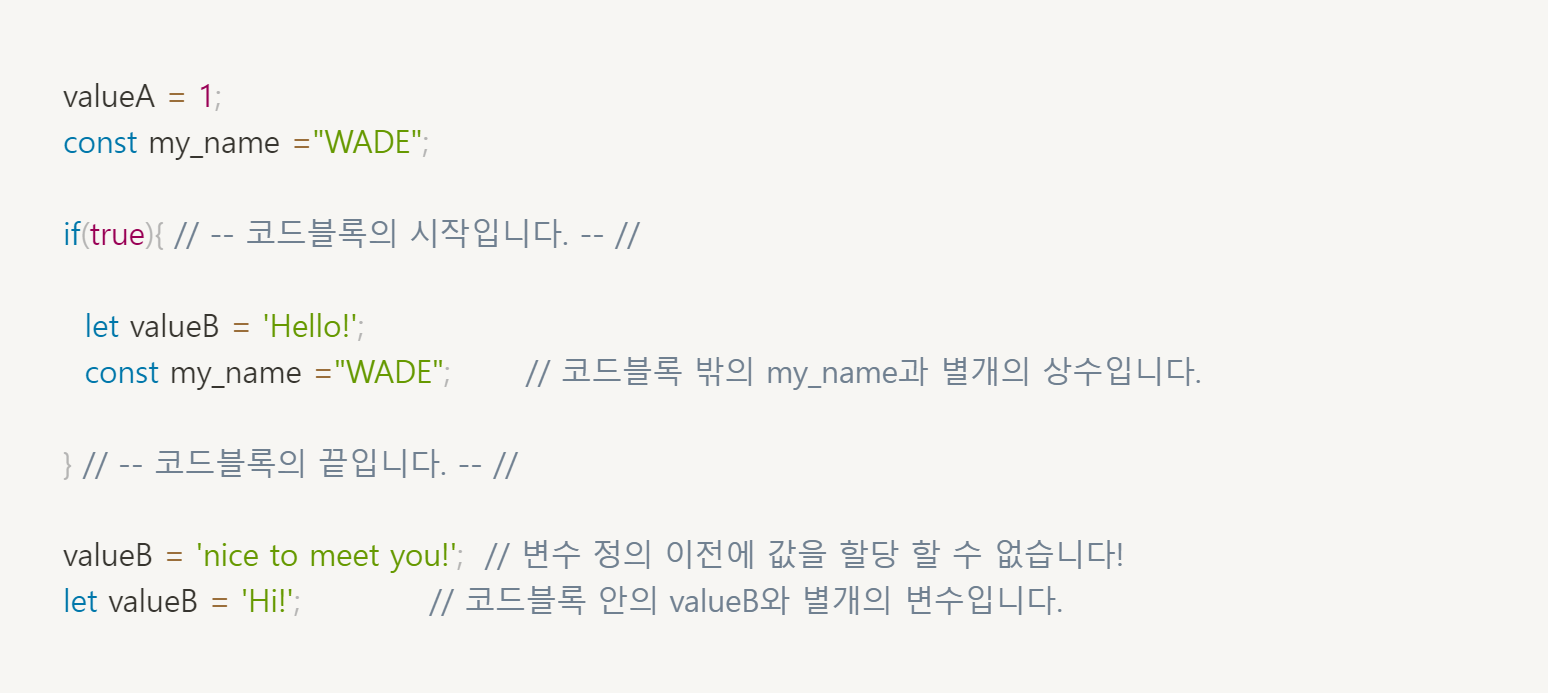 valueA = 1;
const my_name ="WADE";
if(true){ // -- 코드블록의 시작입니다. -- //
let valueB = 'Hello!';
const my_name ="WADE"; // 코드블록 밖의 my_name과 별개의 상수입니다.
} // -- 코드블록의 끝입니다. -- //
valueB = 'nice to meet you!'; // 변수 정의 이전에 값을 할당 할 수 없습니다!
let valueB = 'Hi!'; // 코드블록 안의 valueB와 별개의 변수입니다.